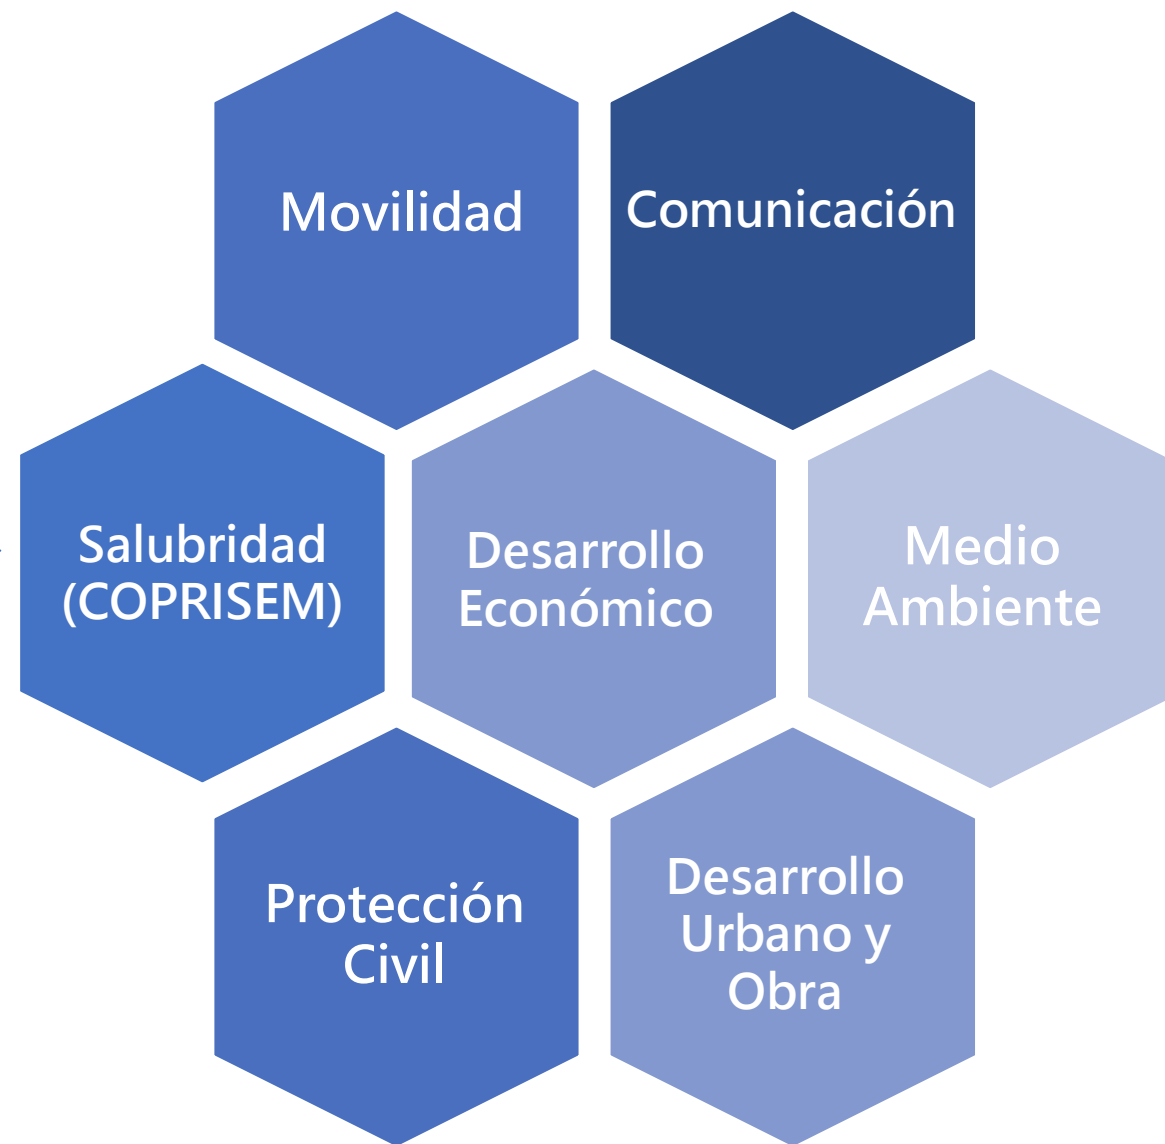 Movilidad
Comunicación
Salubridad
(COPRISEM)
Desarrollo
Económico
Medio
Ambiente
Protección
Civil
Desarrollo
Urbano y
Obra